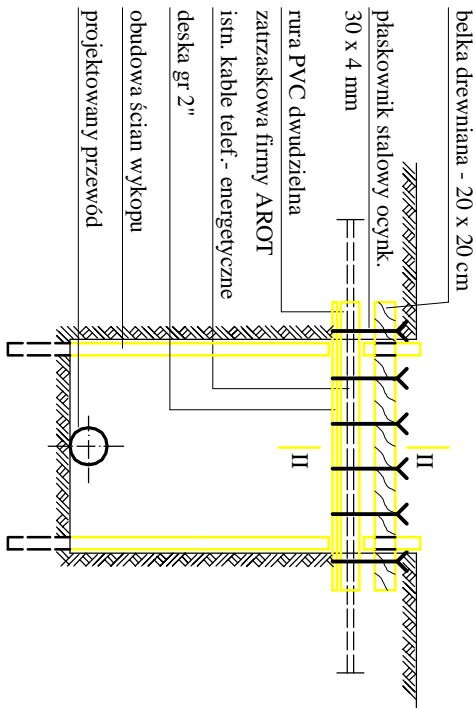 belka drewniana - 20 x 20 cm
płaskownik stalowy ocynk.
30 x 4 mm
rura PVC dwudzielna
zatrzaskowa firmy AROT
istn. kable telef.- energetyczne
deska gr 2"
obudowa ścian wykopu
projektowany przewód
II
II